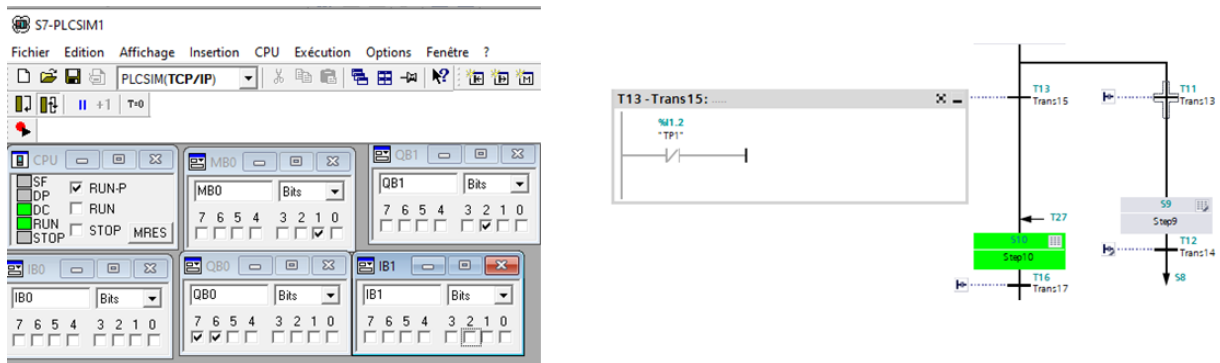 S7-PLCSIM1
Fichier Edition Affichage Insertion CPU Exécution Options Fenêtre ?
PLCSIM(TCP/IP)
+1 T=0
CPU
SF
DP
DC
RUN
STOP
RUN-P
RUN
STOP
MRES
MB0
MB0 Bits
7 6 5 4 3 2 1 0
QB1
QB1 Bits
7 6 5 4 3 2 1 0
IB0
IB0 Bits
7 6 5 4 3 2 1 0
QB0
QB0 Bits
7 6 5 4 3 2 1 0
IB1
IB1 Bits
7 6 5 4 3 2 1 0
T13 - Trans15: .....
%I1.2
"TP1"
T13
Trans15
T11
Trans13
T27
S9
Step9
S10
Step10
T12
Trans14
S8
T16
Trans17